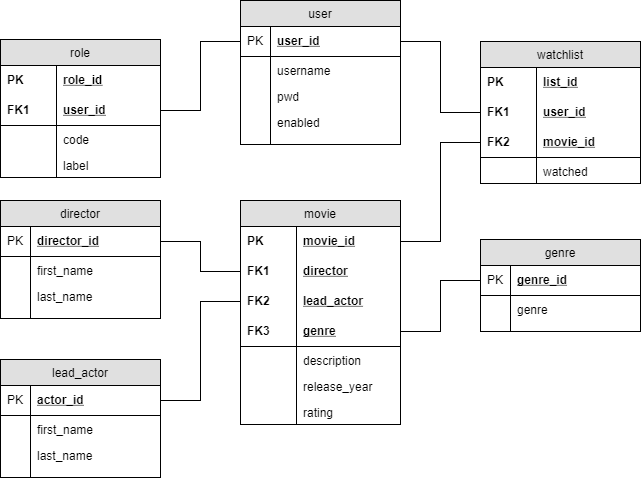 user
PK user_id
username
pwd
enabled
role
PK role_id
FK1 user_id
code
label
watchlist
PK list_id
FK1 user_id
FK2 movie_id
watched
director
PK director_id
first_name
last_name
movie
PK movie_id
FK1 director
FK2 lead_actor
FK3 genre
description
release_year
rating
genre
PK genre_id
genre
lead_actor
PK actor_id
first_name
last_name